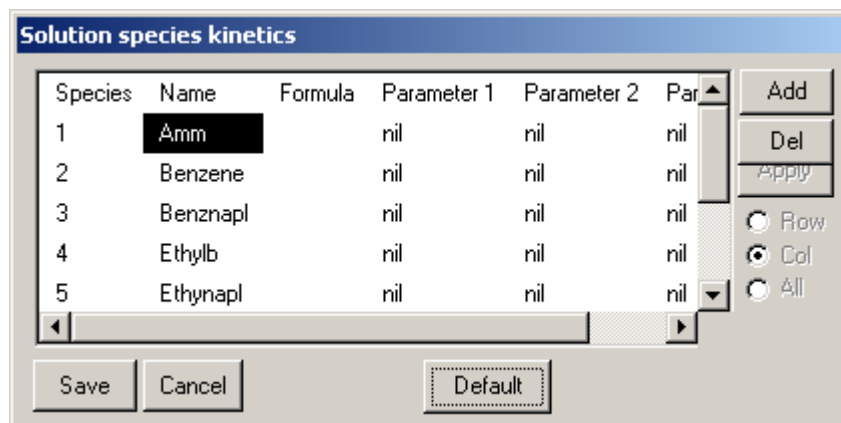 Solution species kinetics
Species Name Formula Parameter 1 Parameter 2 Par
1 Amm nil nil nil
2 Benzene nil nil nil
3 Benznapl nil nil nil
4 Ethylb nil nil nil
5 Ethynapl nil nil nil
Add
Del
Apply
Row
Col
All
Save Cancel Default